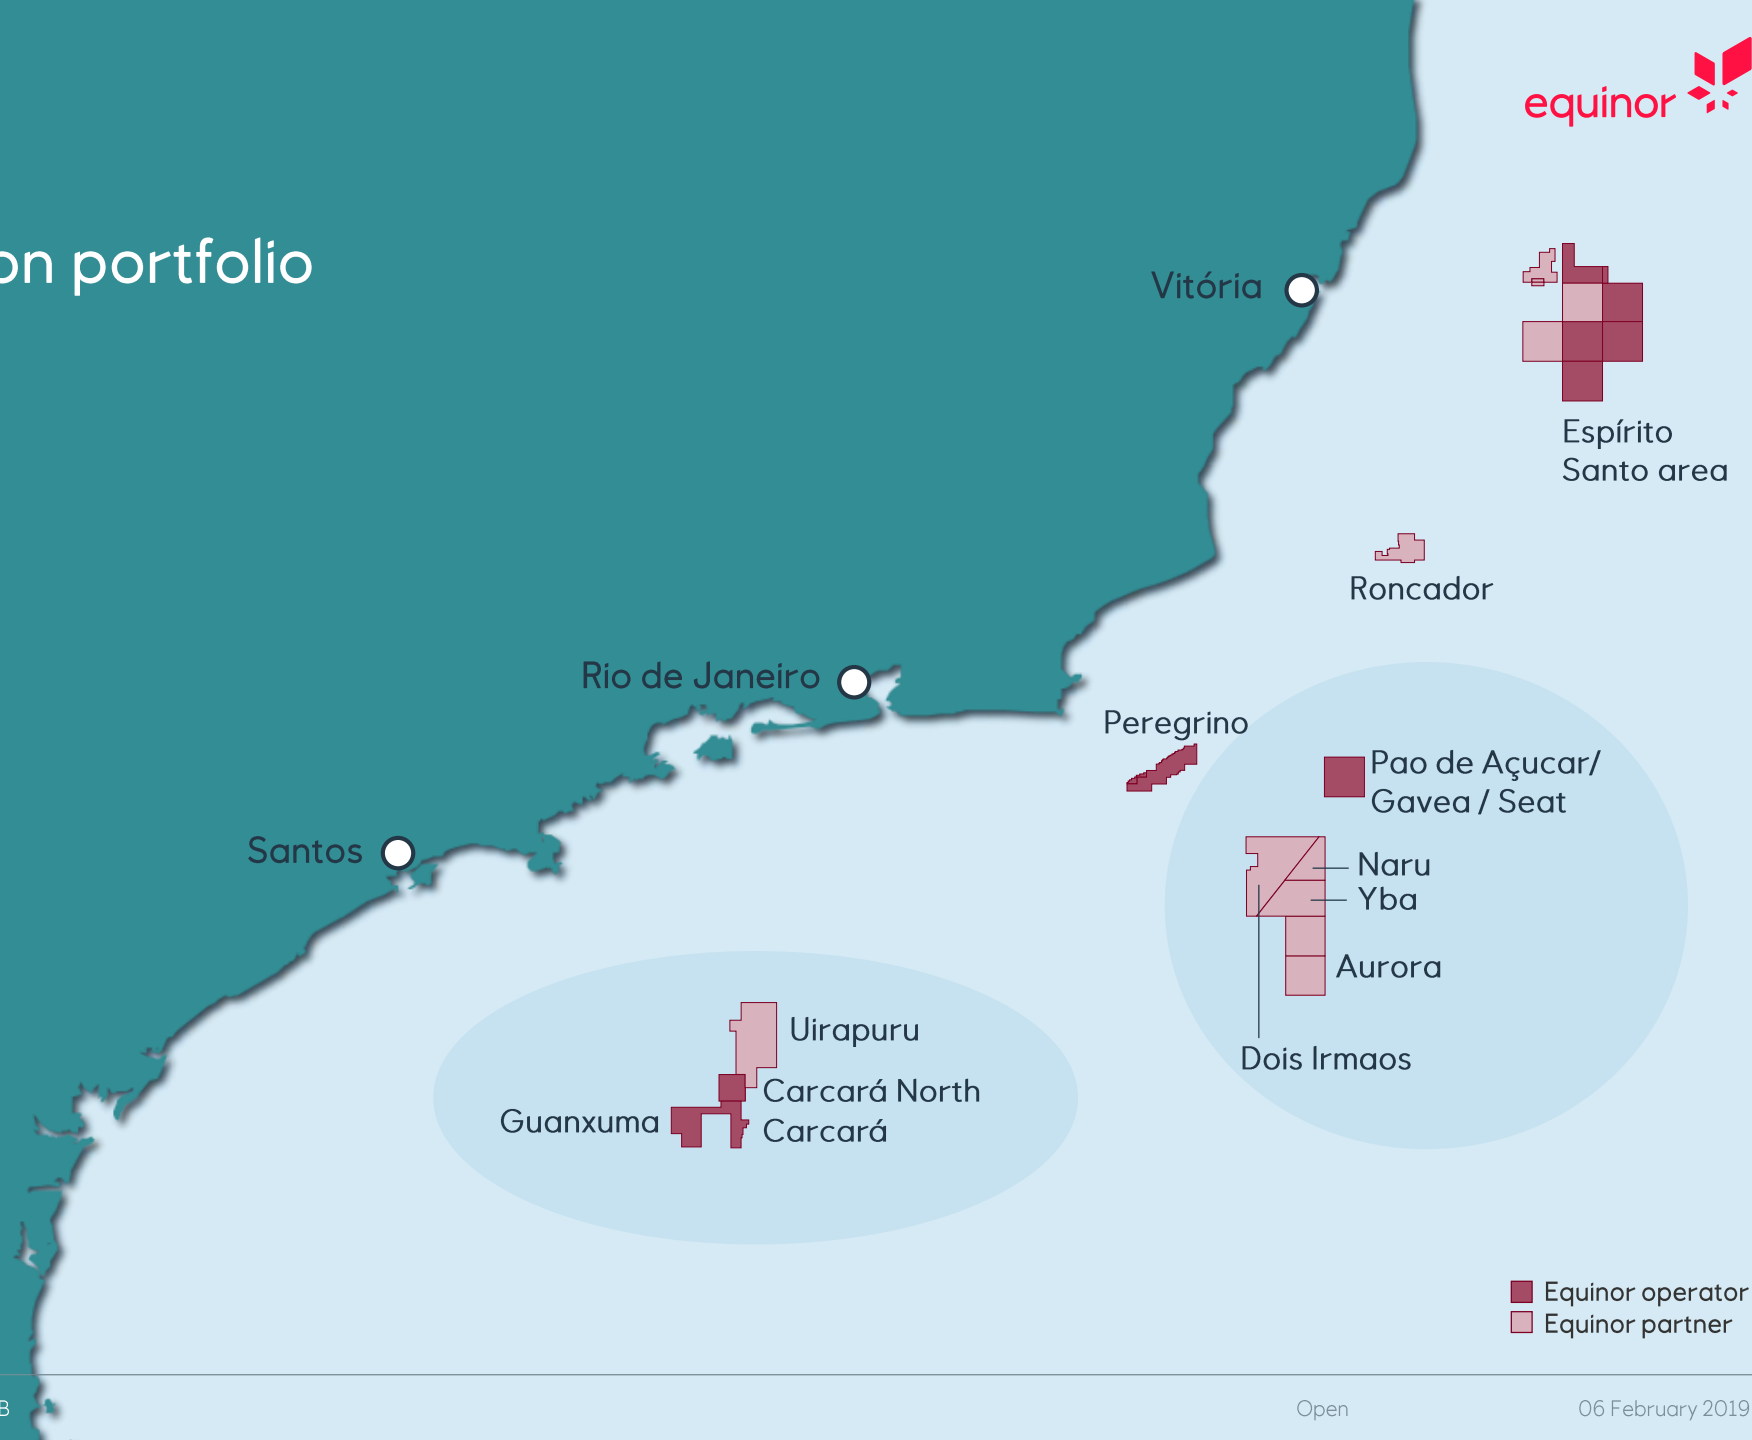 equinor
on portfolio
Vitória
Espírito
Santo area
Roncador
Rio de Janeiro
Peregrino
Pao de Açucar/
Gavea / Seat
Santos
Naru
Yba
Aurora
Dois Irmaos
Uirapuru
Carcará North
Guanxuma
Carcará
Equinor operator
Equinor partner
B
Open
06 February 2019